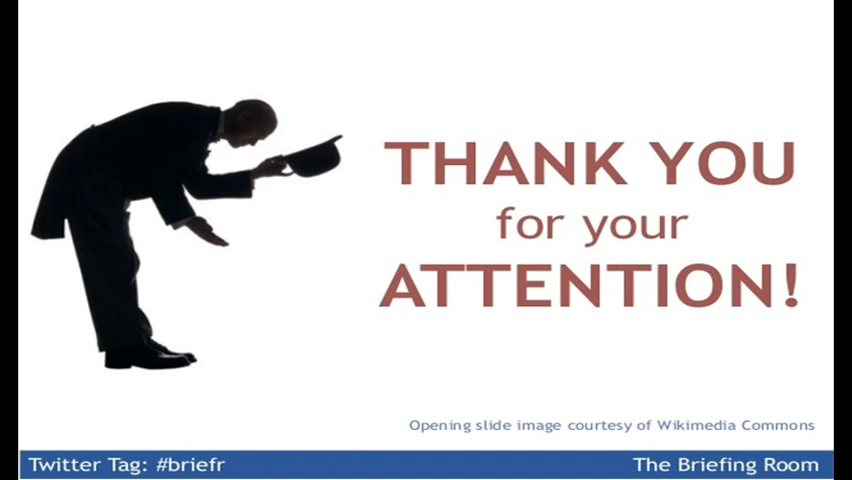 THANK YOU
for your
ATTENTION!
Opening slide image courtesy of Wikimedia Commons
Twitter Tag: #briefr
The Briefing Room